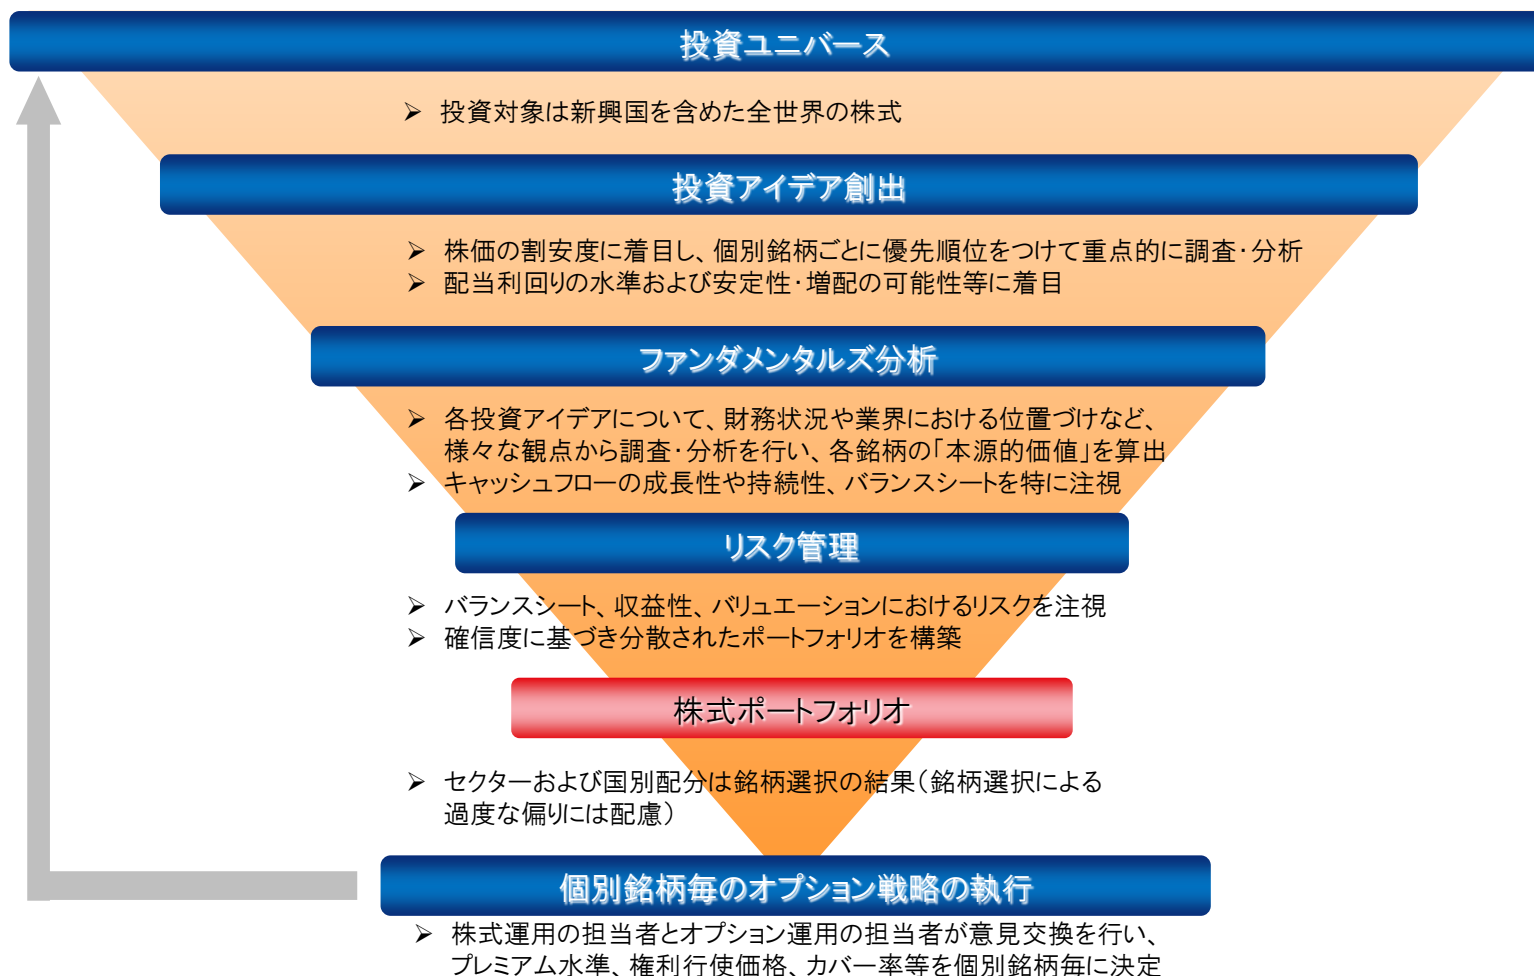 投資ユニバース
➢ 投資対象は新興国を含めた全世界の株式
投資アイデア創出
➢ 株価の割安度に着目し、個別銘柄ごとに優先順位をつけて重点的に調査・分析
➢ 配当利回りの水準および安定性・増配の可能性等に着目
ファンダメンタルズ分析
➢ 各投資アイデアについて、財務状況や業界における位置づけなど、
様々な観点から調査・分析を行い、各銘柄の「本源的価値」を算出
➢ キャッシュフローの成長性や持続性、バランスシートを特に注視
リスク管理
➢ バランスシート、収益性、バリュエーションにおけるリスクを注視
➢ 確信度に基づき分散されたポートフォリオを構築
株式ポートフォリオ
➢ セクターおよび国別配分は銘柄選択の結果（銘柄選択による
過度な偏りには配慮）
個別銘柄毎のオプション戦略の執行
➢ 株式運用の担当者とオプション運用の担当者が意見交換を行い、
プレミアム水準、権利行使価格、カバー率等を個別銘柄毎に決定